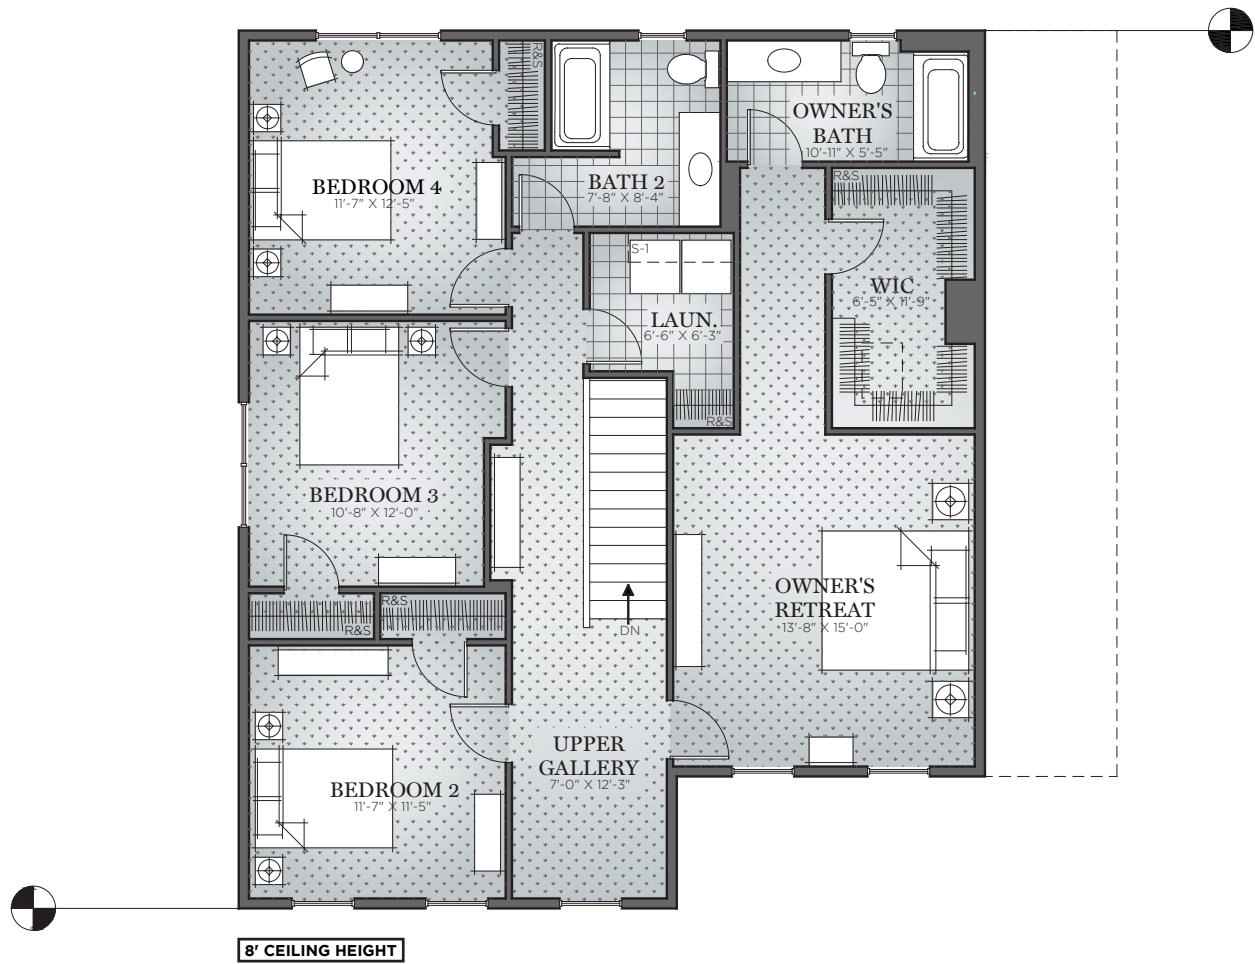 R&S
OWNER'S
BATH
10'-11" X 5'-5"
BEDROOM 4
11'-7" X 12'-5"
BATH 2
7'-8" X 8'-4"
R&S
S-1
WIC
6'-5" X 11'-9"
LAUN.
6'-6" X 6'-3"
R&S
BEDROOM 3
10'-8" X 12'-0"
OWNER'S
RETREAT
13'-8" X 15'-0"
R&S
R&S
DN
UPPER
GALLERY
7'-0" X 12'-3"
BEDROOM 2
11'-7" X 11'-5"
8' CEILING HEIGHT